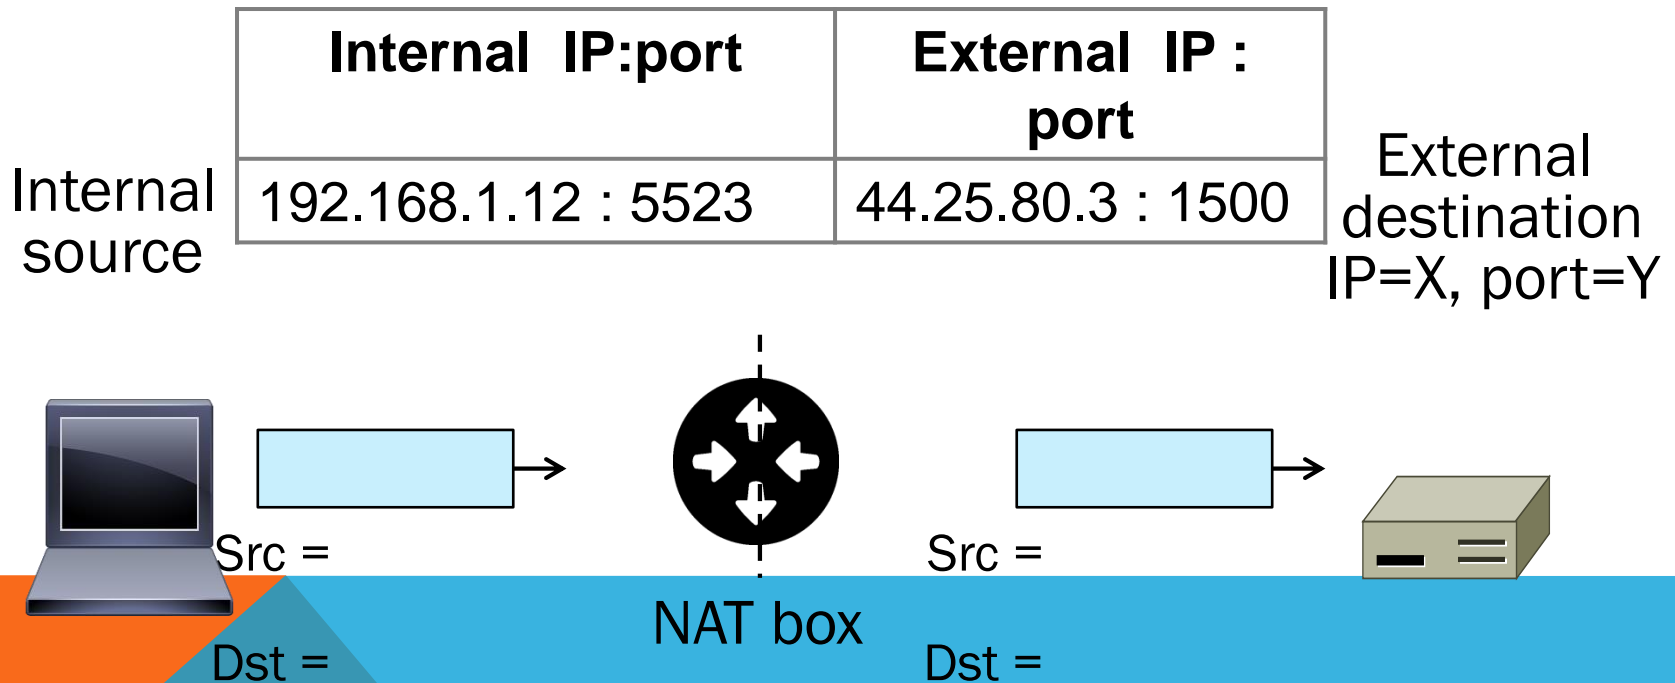 Internal IP:port
External IP :
port
192.168.1.12 : 5523
44.25.80.3 : 1500
Internal
source
External
destination
IP=X, port=Y
Src =
Src =
NAT box
Dst =
Dst =